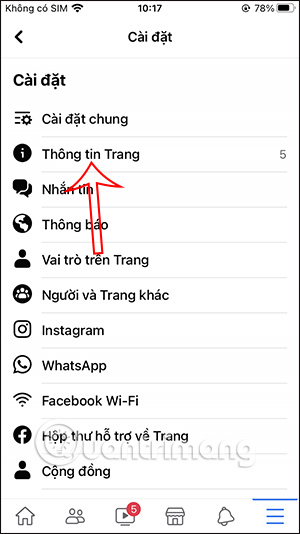 Không có SIM 10:17 78%
Cài đặt
Cài đặt
Cài đặt chung
Thông tin Trang 5
Nhắn tin
Thông báo
Vai trò trên Trang
Người và Trang khác
Instagram
WhatsApp
Facebook Wi-Fi
Hộp thư hỗ trợ về Trang
Quantrimang
Cộng đồng
5